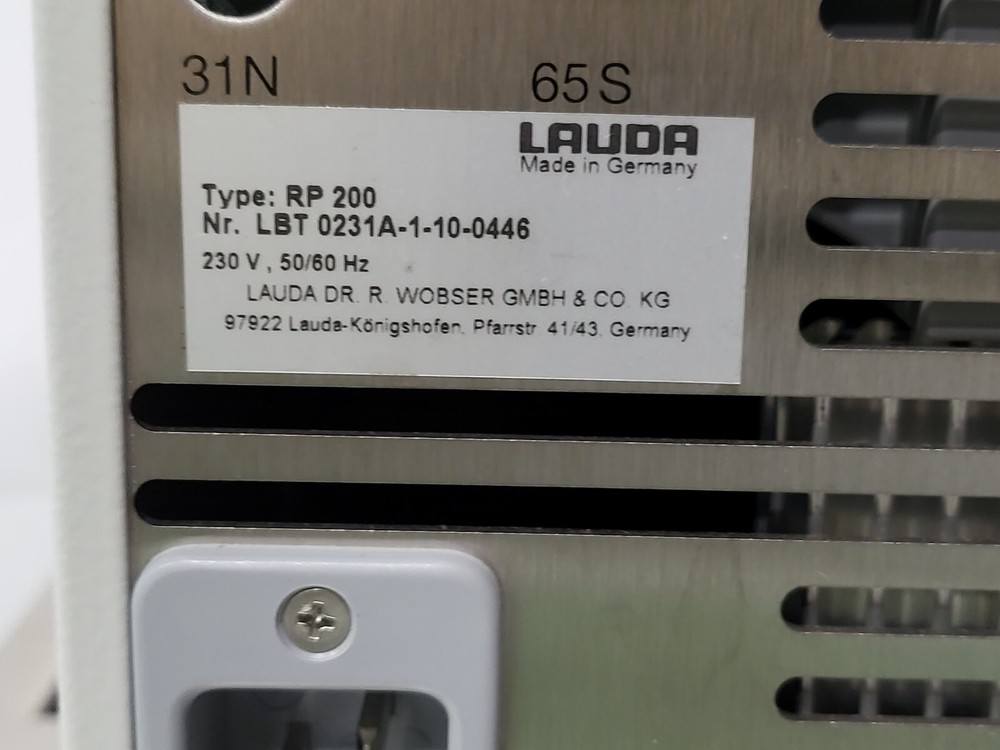 31N 65S
LAUDA
Made in Germany
Type: RP 200
Nr. LBT 0231A-1-10-0446
230 V , 50/60 Hz
LAUDA DR. R. WOBSER GMBH & CO. KG
97922 Lauda-Königshofen, Pfarrstr. 41/43, Germany